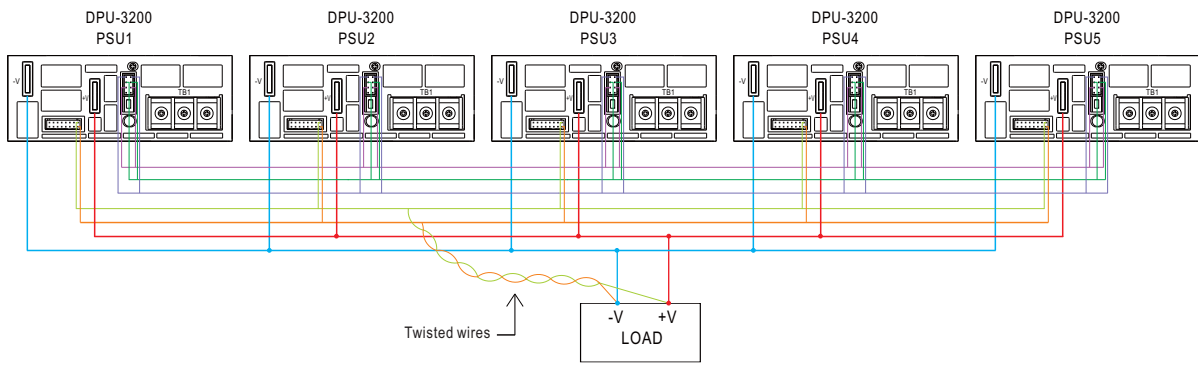 DPU-3200
PSU1
DPU-3200
PSU2
DPU-3200
PSU3
DPU-3200
PSU4
DPU-3200
PSU5
-V
+V
TB1
-V
+V
TB1
-V
+V
TB1
-V
+V
TB1
-V
+V
TB1
Twisted wires
-V +V
LOAD